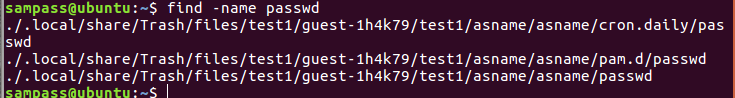 sampass@ubuntu:~$ find -name passwd
./.local/share/Trash/files/test1/guest-1h4k79/test1/asname/asname/cron.daily/pas
swd
./.local/share/Trash/files/test1/guest-1h4k79/test1/asname/asname/pam.d/passwd
./.local/share/Trash/files/test1/guest-1h4k79/test1/asname/asname/passwd
sampass@ubuntu:~$